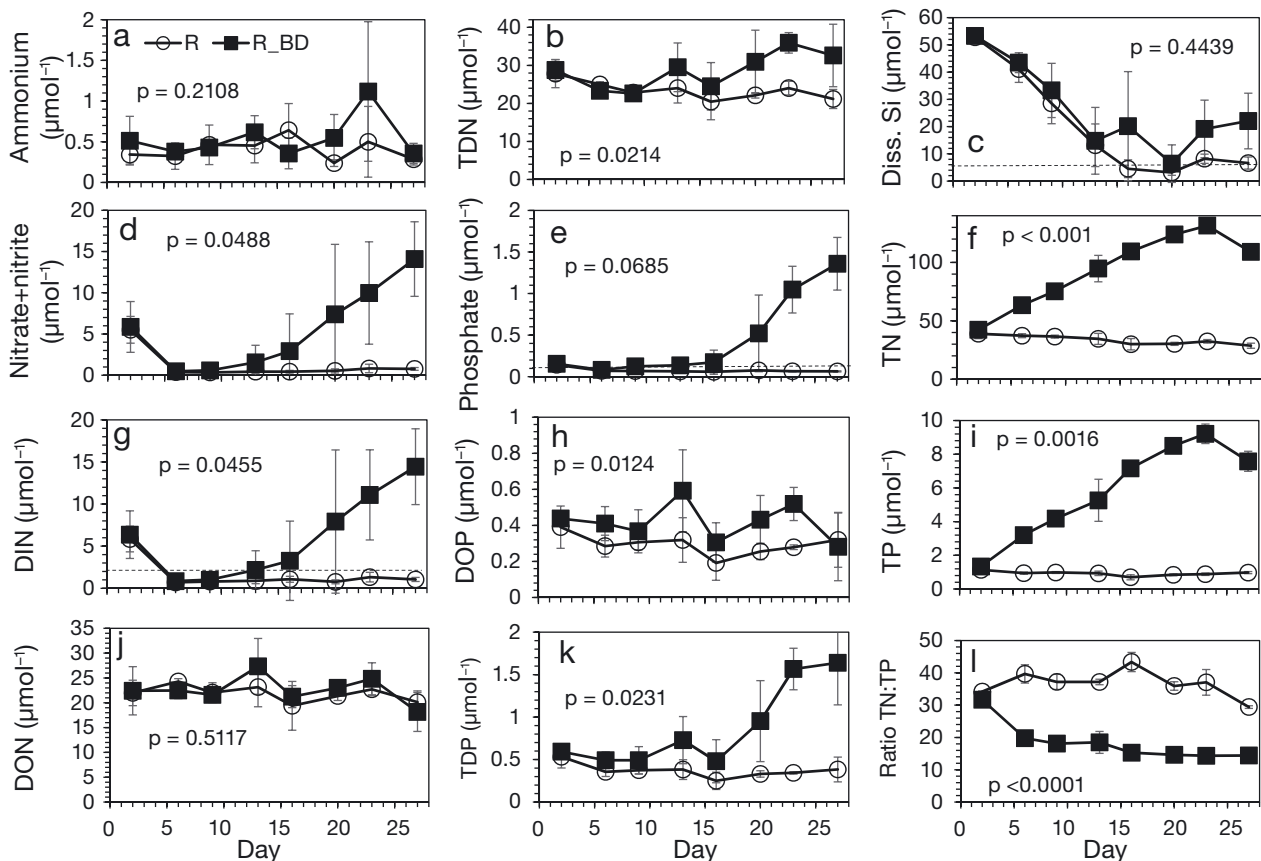 a
R
R_BD
p = 0.2108
Ammonium
(µmol⁻¹)
2
1.5
1
0.5
0
b
p = 0.0214
TDN (µmol⁻¹)
40
30
20
10
0
c
p = 0.4439
Diss. Si (µmol⁻¹)
60
50
40
30
20
10
0
d
p = 0.0488
Nitrate+nitrite
(µmol⁻¹)
20
15
10
5
0
e
p = 0.0685
Phosphate (µmol⁻¹)
2
1.5
1
0.5
0
f
p < 0.001
TN (µmol⁻¹)
100
50
0
g
p = 0.0455
DIN (µmol⁻¹)
20
15
10
5
0
h
p = 0.0124
DOP (µmol⁻¹)
1
0.8
0.6
0.4
0.2
0
i
p = 0.0016
TP (µmol⁻¹)
10
8
6
4
2
0
j
p = 0.5117
DON (µmol⁻¹)
35
30
25
20
15
10
5
0
0 5 10 15 20 25
Day
k
p = 0.0231
TDP (µmol⁻¹)
2
1.5
1
0.5
0
0 5 10 15 20 25
Day
l
p <0.0001
Ratio TN:TP
50
40
30
20
10
0
0 5 10 15 20 25
Day